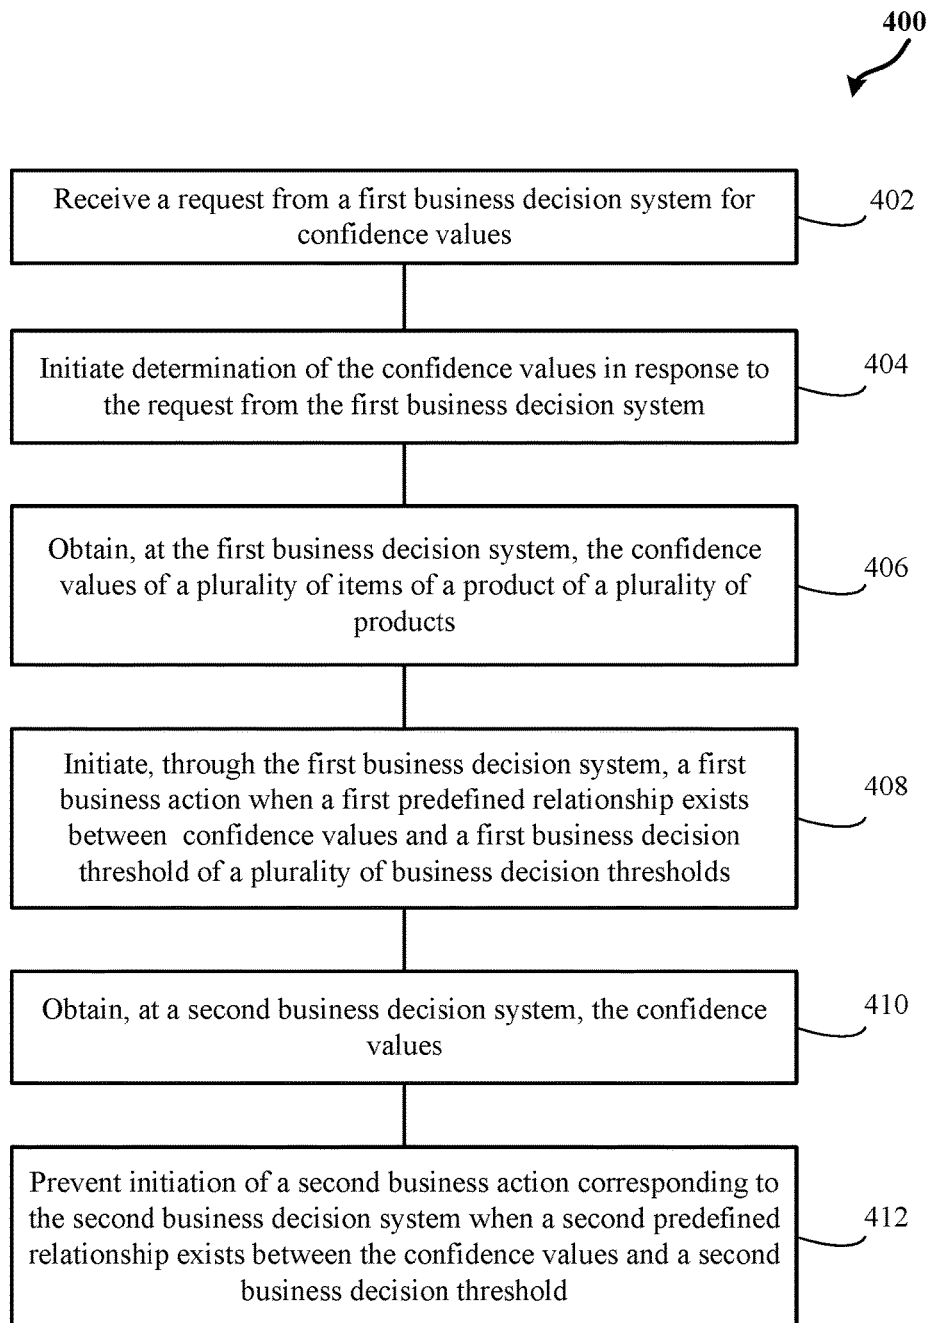 400
Receive a request from a first business decision system for
confidence values
402
Initiate determination of the confidence values in response to
the request from the first business decision system
404
Obtain, at the first business decision system, the confidence
values of a plurality of items of a product of a plurality of
products
406
Initiate, through the first business decision system, a first
business action when a first predefined relationship exists
between confidence values and a first business decision
threshold of a plurality of business decision thresholds
408
Obtain, at a second business decision system, the confidence
values
410
Prevent initiation of a second business action corresponding to
the second business decision system when a second predefined
relationship exists between the confidence values and a second
business decision threshold
412